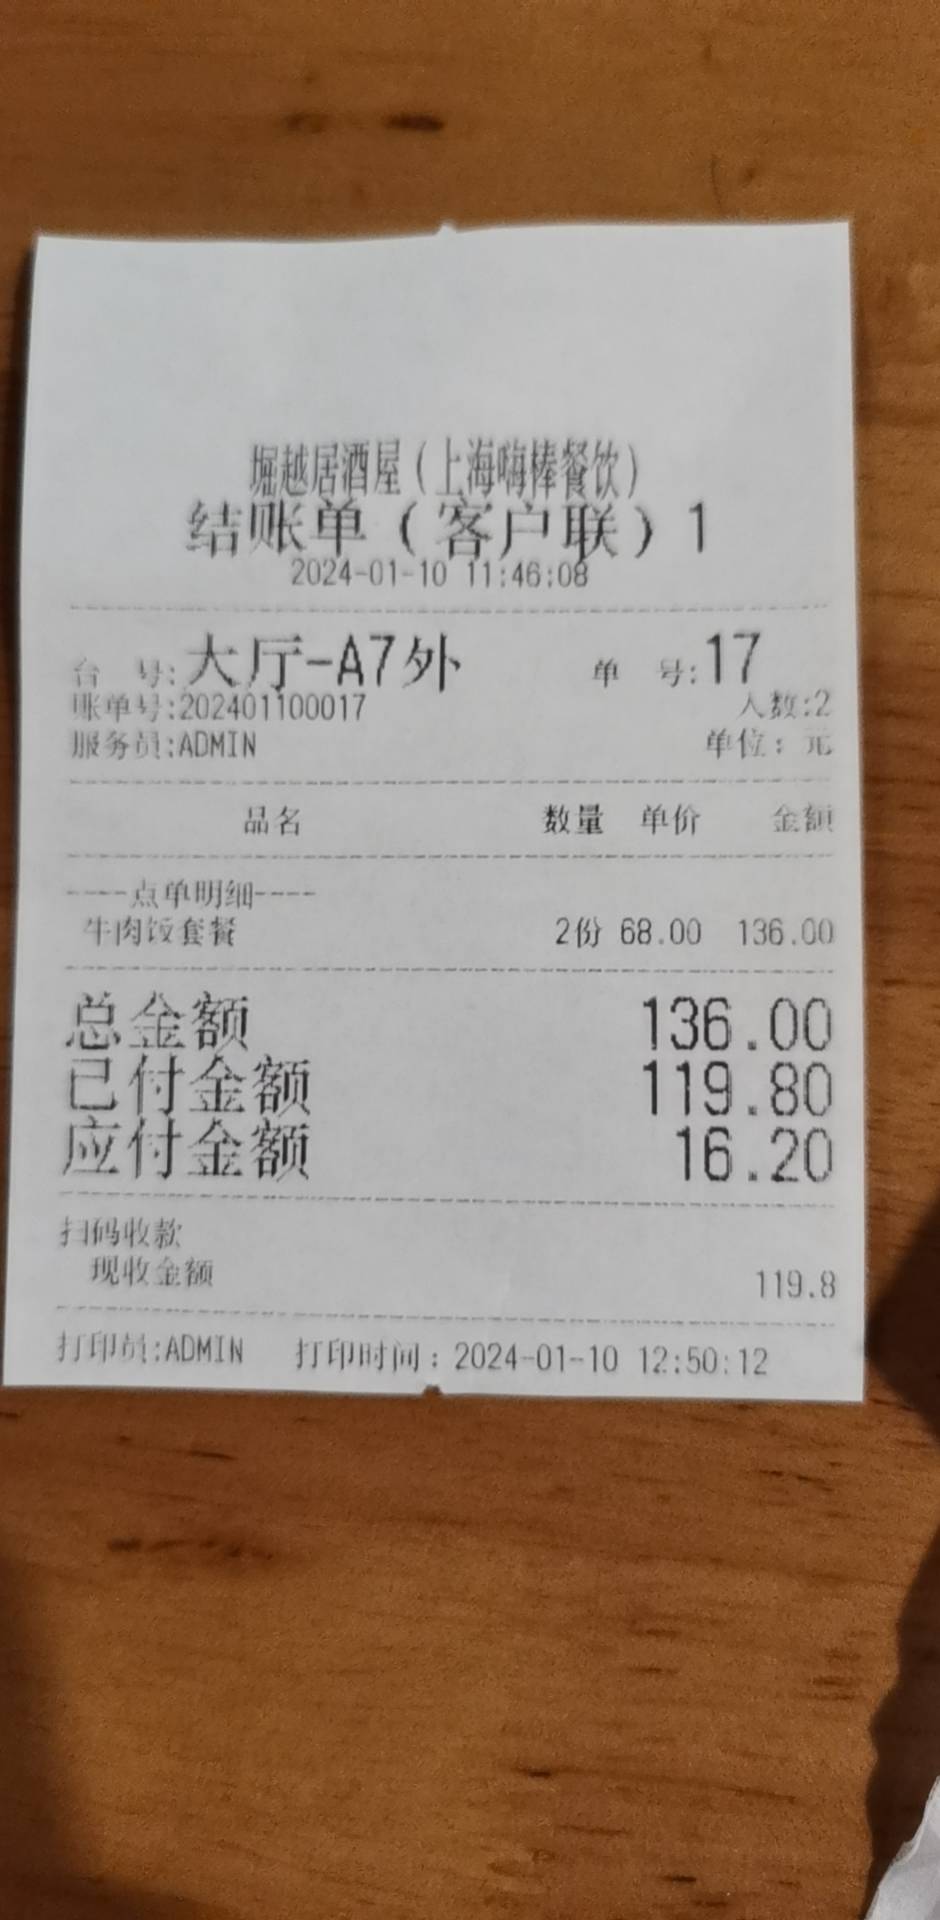 堀越居酒屋(上海嗨棒餐饮)
结账单(客户联)1
2024-01-10 11:46:08
台 号:大厅-A7外 单 号:17
账单号:202401100017 人数:2
服务员:ADMIN 单位: 元
品名 数量 单价 金额
----点单明细----
牛肉饭套餐 2份 68.00 136.00
总金额 136.00
已付金额 119.80
应付金额 16.20
扫码收款
现收金额 119.8
打印员:ADMIN 打印时间:2024-01-10 12:50:12